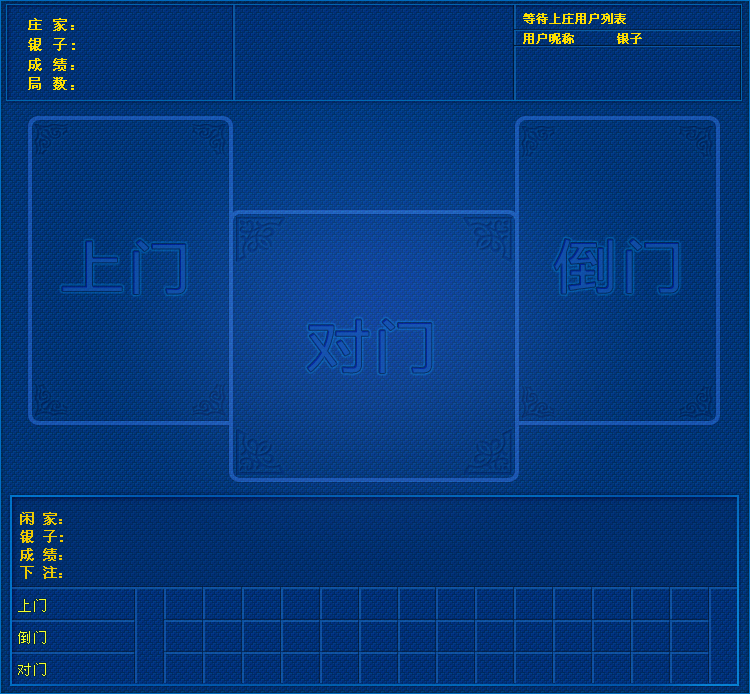 庄 家：
银 子：
成 绩：
局 数：
等待上庄用户列表
用户昵称 银子
上门
倒门
对门
闲 家：
银 子：
成 绩：
下 注：
上门
倒门
对门